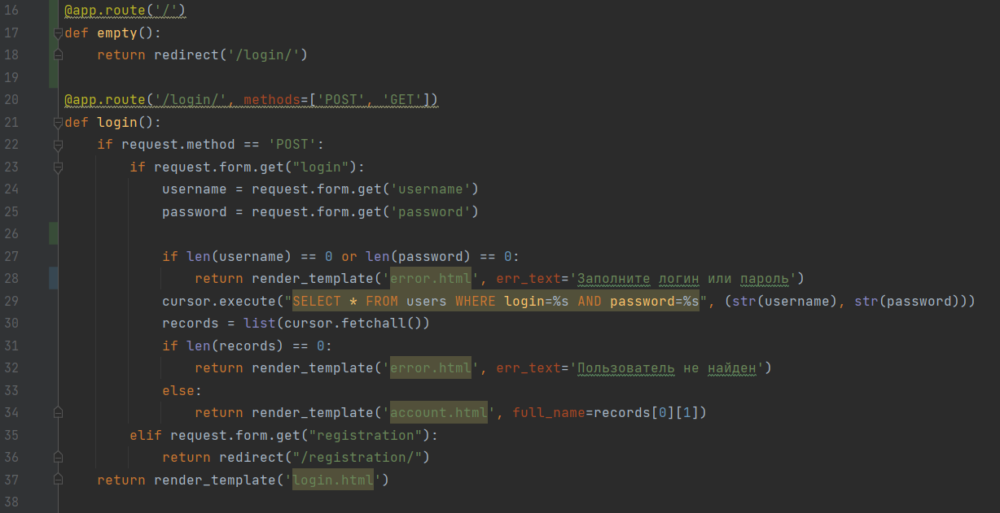 16 @app.route('/')
17 def empty():
18     return redirect('/login/')
19
20 @app.route('/login/', methods=['POST', 'GET'])
21 def login():
22     if request.method == 'POST':
23         if request.form.get("login"):
24             username = request.form.get('username')
25             password = request.form.get('password')
26
27             if len(username) == 0 or len(password) == 0:
28                 return render_template('error.html', err_text='Заполните логин или пароль')
29             cursor.execute("SELECT * FROM users WHERE login=%s AND password=%s", (str(username), str(password)))
30             records = list(cursor.fetchall())
31             if len(records) == 0:
32                 return render_template('error.html', err_text='Пользователь не найден')
33             else:
34                 return render_template('account.html', full_name=records[0][1])
35         elif request.form.get("registration"):
36             return redirect("/registration/")
37     return render_template('login.html')
38